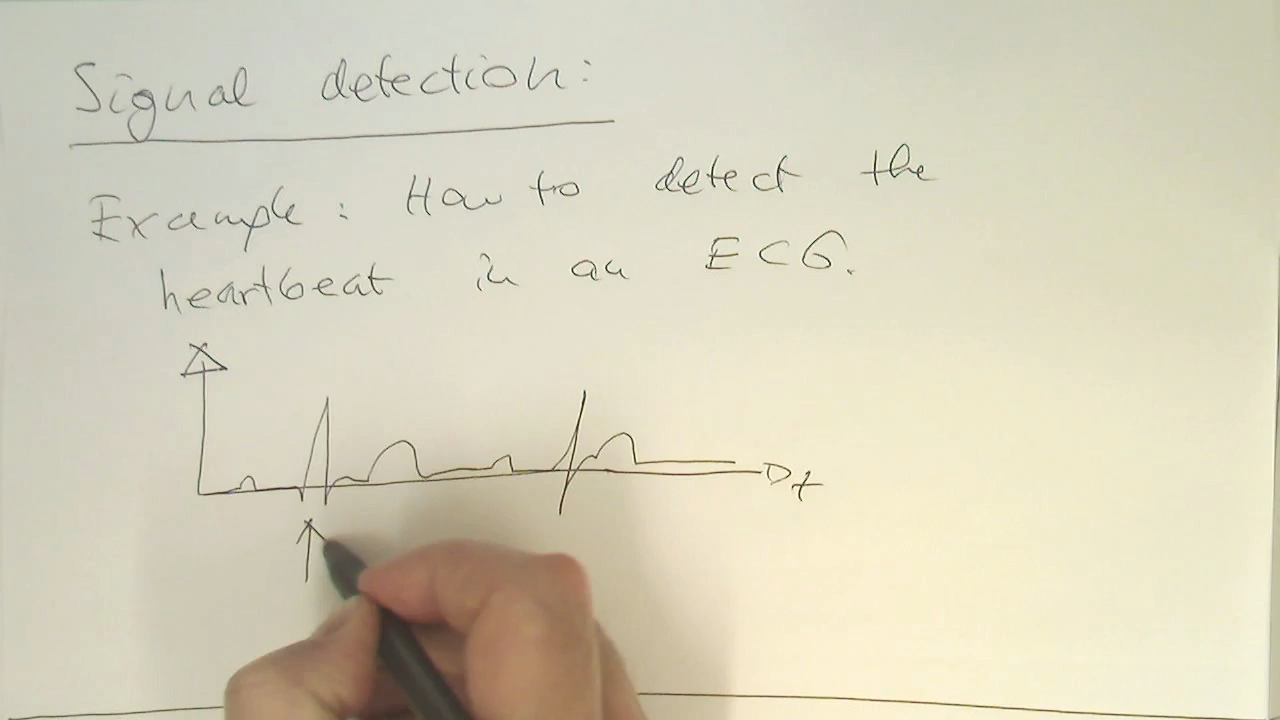 Signal detection:
Example: How to detect the
heartbeat in an ECG.
t